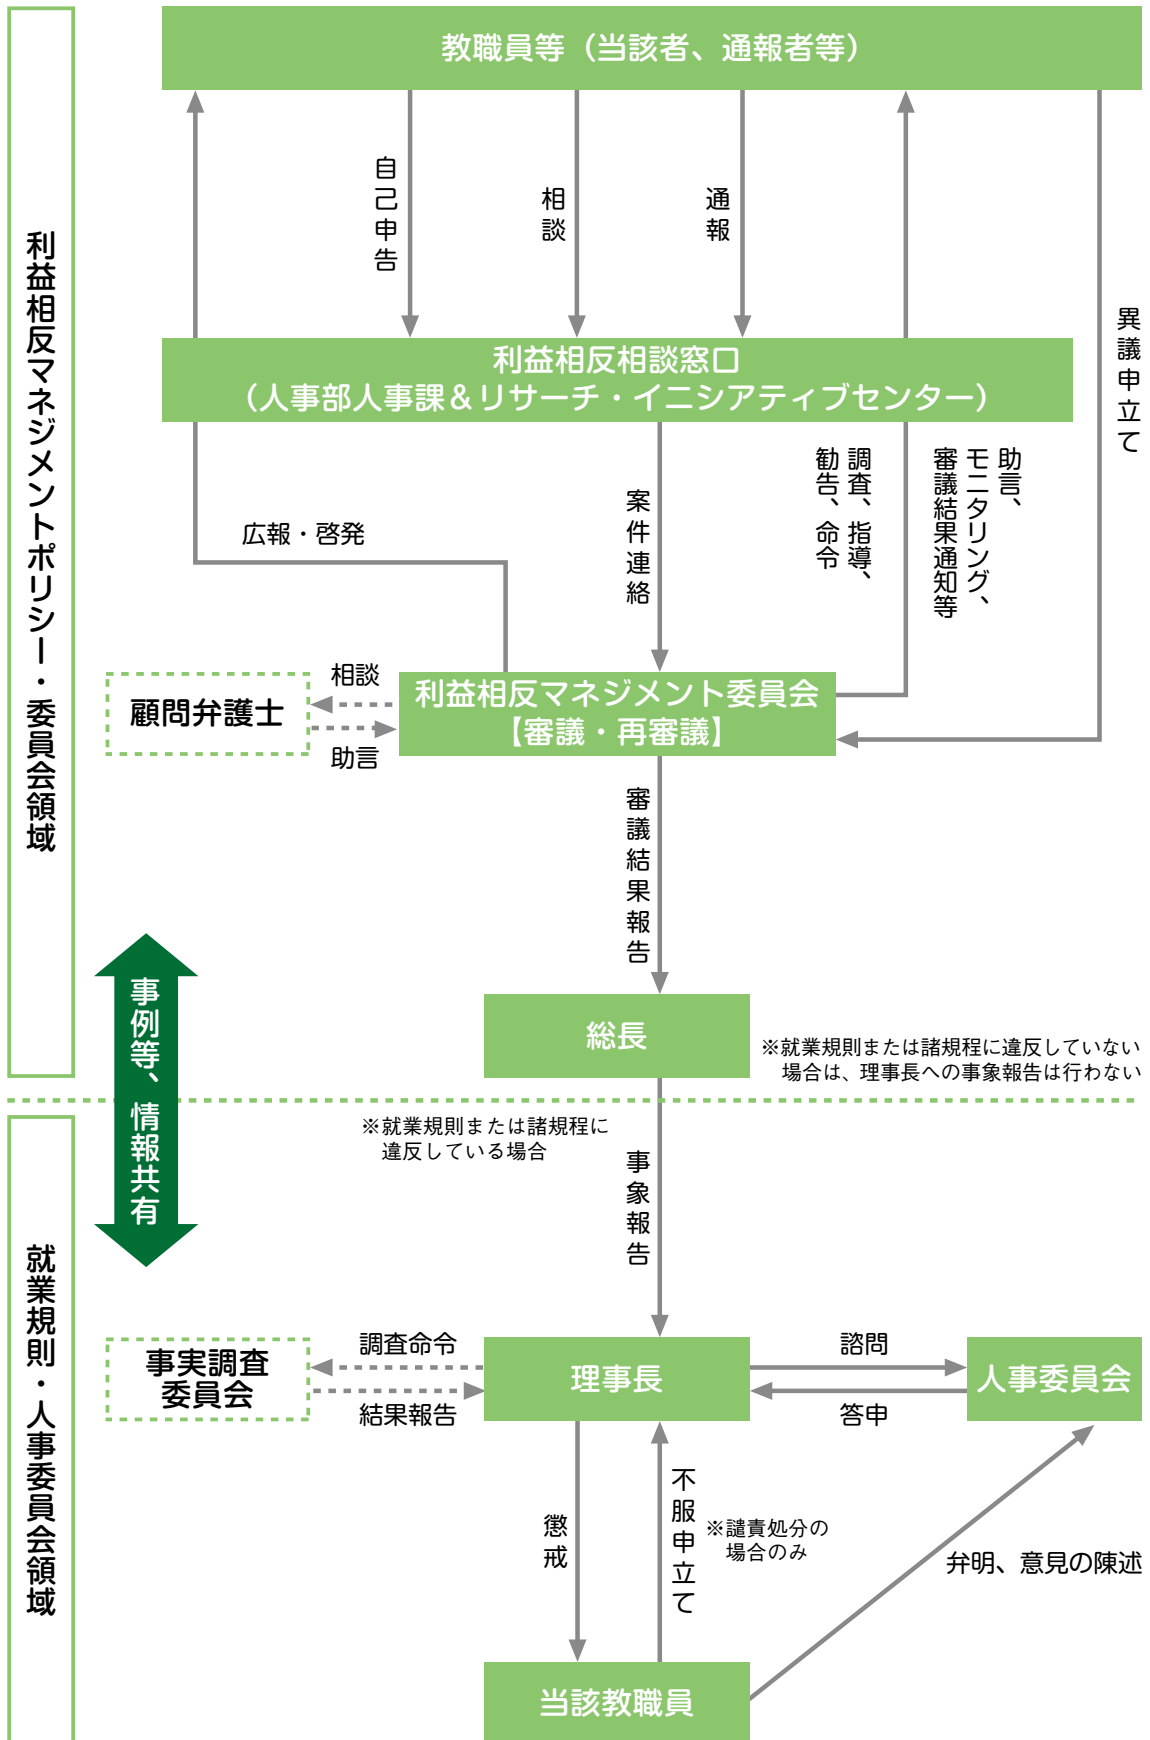 教職員等（当該者、通報者等）
利益相反マネジメントポリシー・委員会領域
自己申告
相談
通報
異議申立て
利益相反相談窓口
（人事部人事課＆リサーチ・イニシアティブセンター）
広報・啓発
案件連絡
調査、指導、
勧告、命令
助言、
モニタリング、
審議結果通知等
顧問弁護士
相談
助言
利益相反マネジメント委員会
【審議・再審議】
審議結果報告
事例等、情報共有
総長
※就業規則または諸規程に違反していない
場合は、理事長への事象報告は行わない
※就業規則または諸規程に
違反している場合
事象報告
就業規則・人事委員会領域
事実調査
委員会
調査命令
結果報告
理事長
諮問
答申
人事委員会
懲戒
不服申立て
※譴責処分の
場合のみ
弁明、意見の陳述
当該教職員